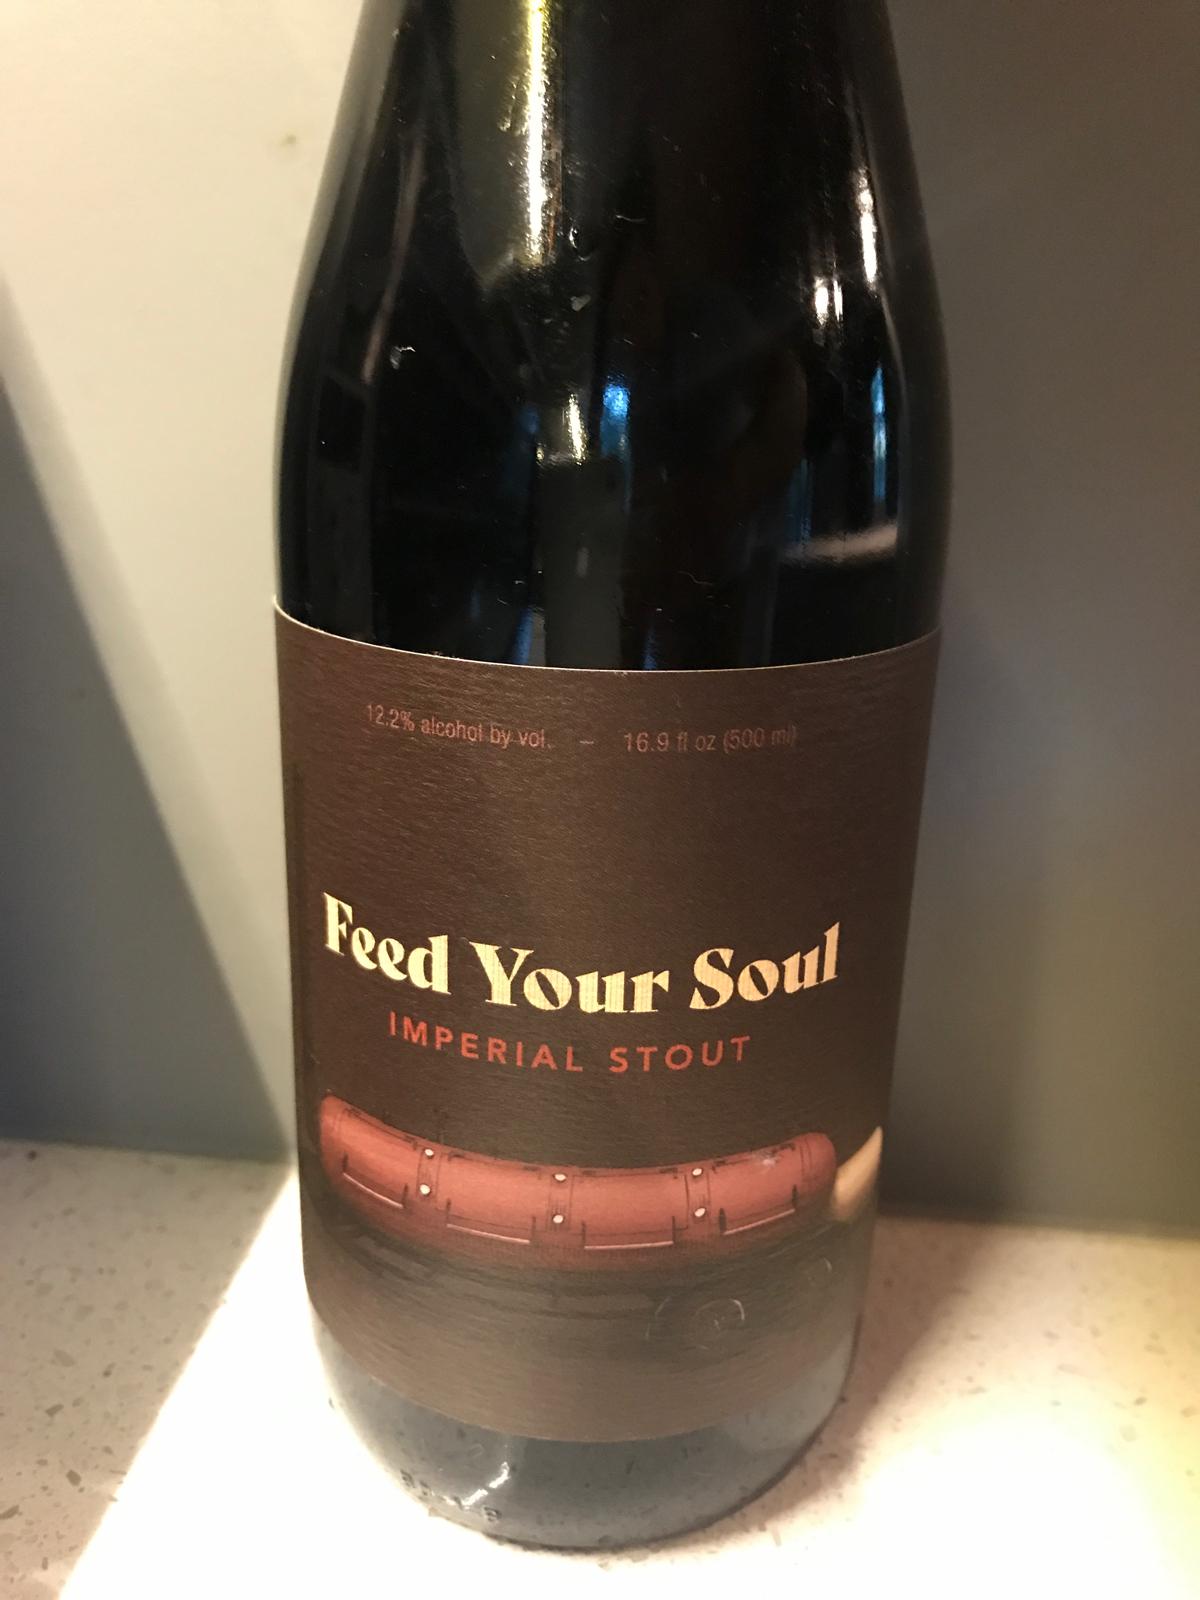 12.2% alcohol by vol. – 16.9 fl oz (500 ml)
Feed Your Soul
IMPERIAL STOUT